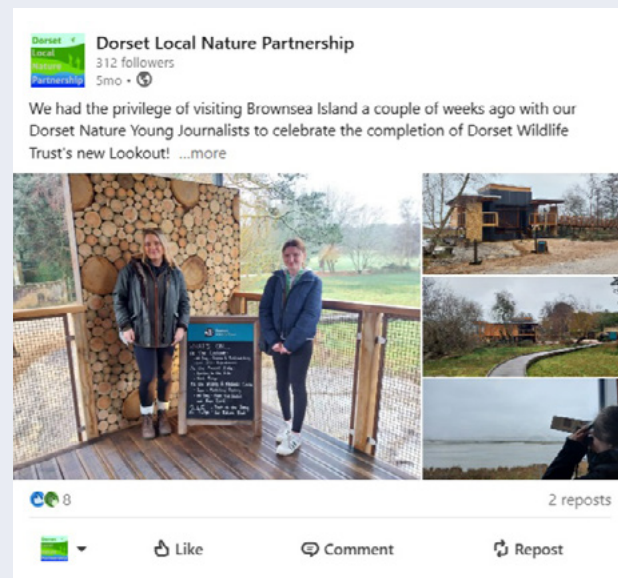 Dorset
Local
Nature
Partnership
Dorset Local Nature Partnership
312 followers
5mo •
We had the privilege of visiting Brownsea Island a couple of weeks ago with our
Dorset Nature Young Journalists to celebrate the completion of Dorset Wildlife
Trust's new Lookout! ...more
WHAT'S ON
8
2 reposts
Like
Comment
Repost